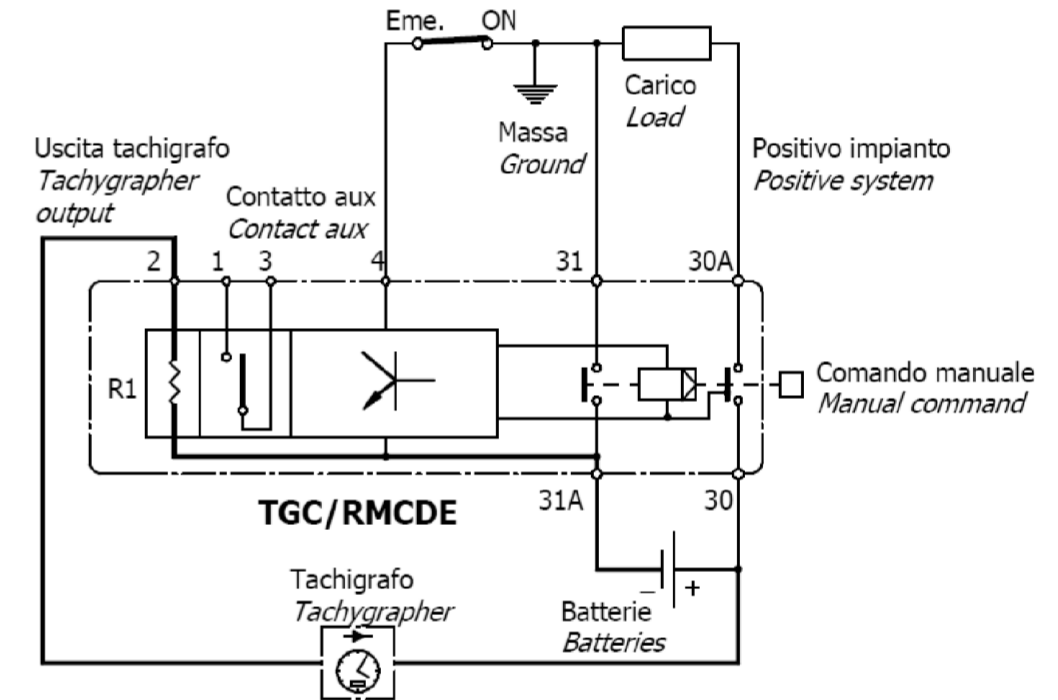 Eme. ON
Carico
Load
Massa
Ground
Uscita tachigrafo
Tachygrapher
output
Contatto aux
Contact aux
Positivo impianto
Positive system
2 1 3 4 31 30A
R1
Comando manuale
Manual command
31A 30
TGC/RMCDE
Tachigrafo
Tachygrapher
– +
Batterie
Batteries